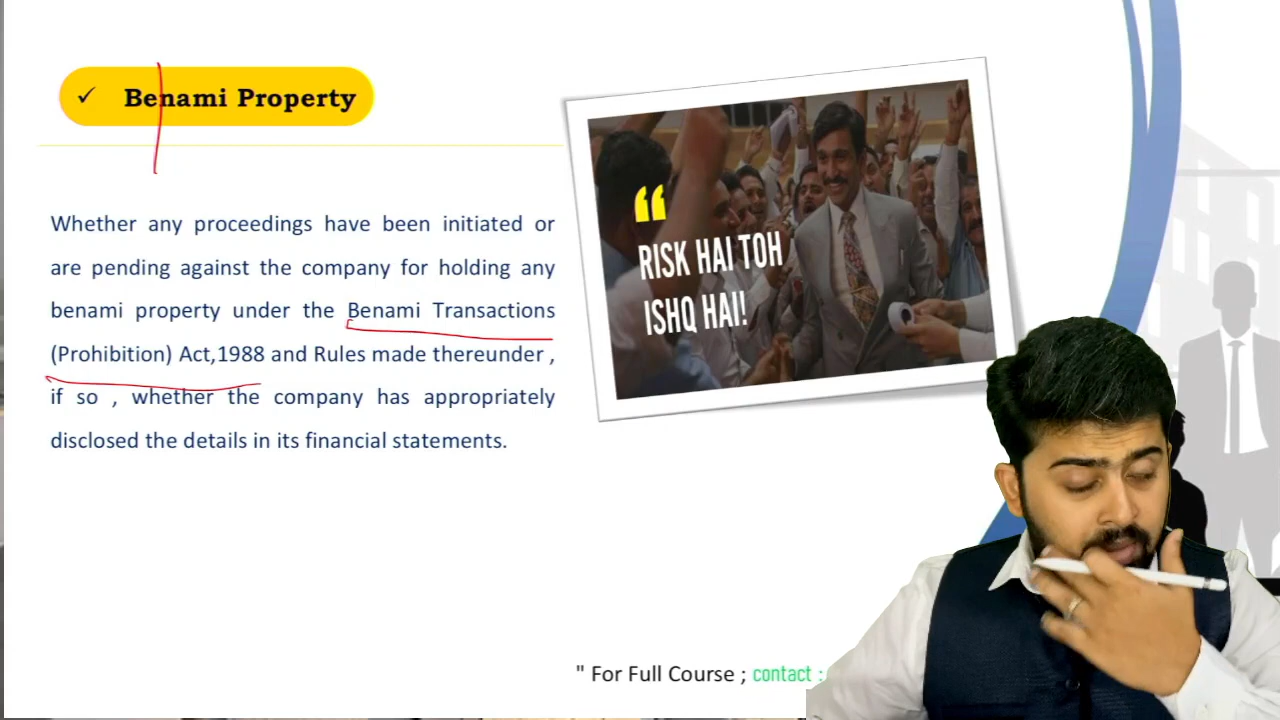 ✓ Benami Property
Whether any proceedings have been initiated or
are pending against the company for holding any
benami property under the Benami Transactions
(Prohibition) Act,1988 and Rules made thereunder ,
if so , whether the company has appropriately
disclosed the details in its financial statements.
“
RISK HAI TOH
ISHQ HAI!
" For Full Course ; contact :